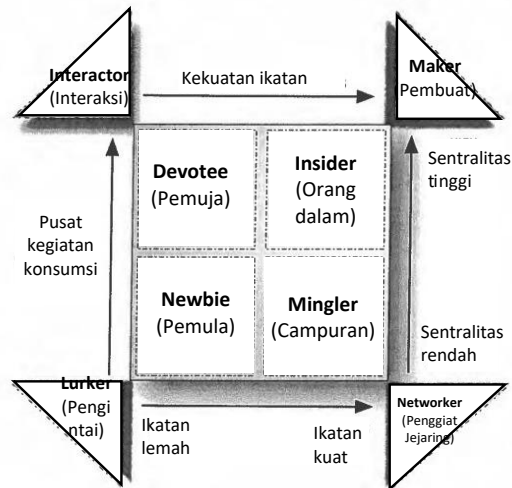 Interactor
(Interaksi)
Kekuatan ikatan
Maker
(Pembuat)
Devotee
(Pemuja)
Insider
(Orang
dalam)
Sentralitas
tinggi
Pusat
kegiatan
konsumsi
Newbie
(Pemula)
Mingler
(Campuran)
Sentralitas
rendah
Lurker
(Pengi
ntai)
Ikatan
lemah
Ikatan
kuat
Networker
(Penggiat
Jejaring)